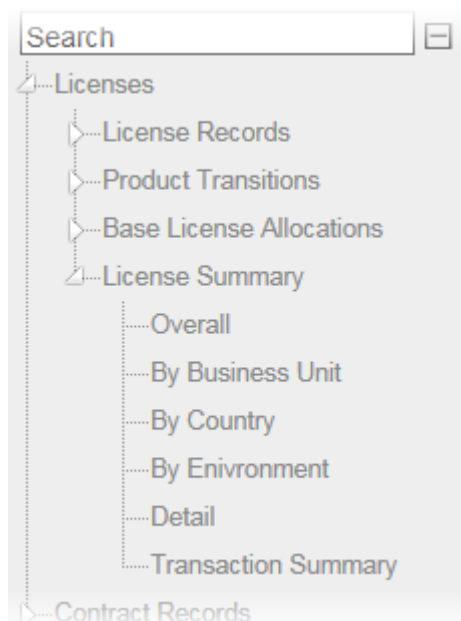 Search
Licenses
License Records
Product Transitions
Base License Allocations
License Summary
Overall
By Business Unit
By Country
By Enivronment
Detail
Transaction Summary
Contract Records